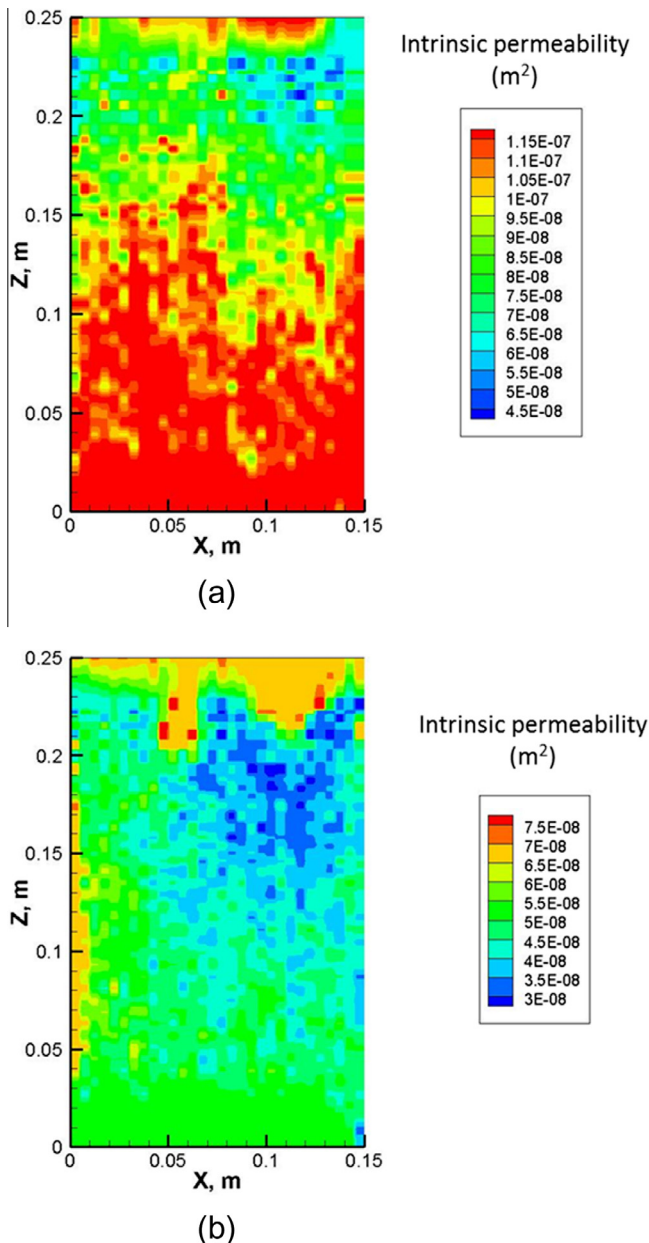 0.25
0.2
0.15
0.1
0.05
0
Z, m
0
0.05
0.1
0.15
X, m
Intrinsic permeability
(m²)
1.15E-07
1.1E-07
1.05E-07
1E-07
9.5E-08
9E-08
8.5E-08
8E-08
7.5E-08
7E-08
6.5E-08
6E-08
5.5E-08
5E-08
4.5E-08
(a)
0.25
0.2
0.15
0.1
0.05
0
Z, m
0
0.05
0.1
0.15
X, m
Intrinsic permeability
(m²)
7.5E-08
7E-08
6.5E-08
6E-08
5.5E-08
5E-08
4.5E-08
4E-08
3.5E-08
3E-08
(b)